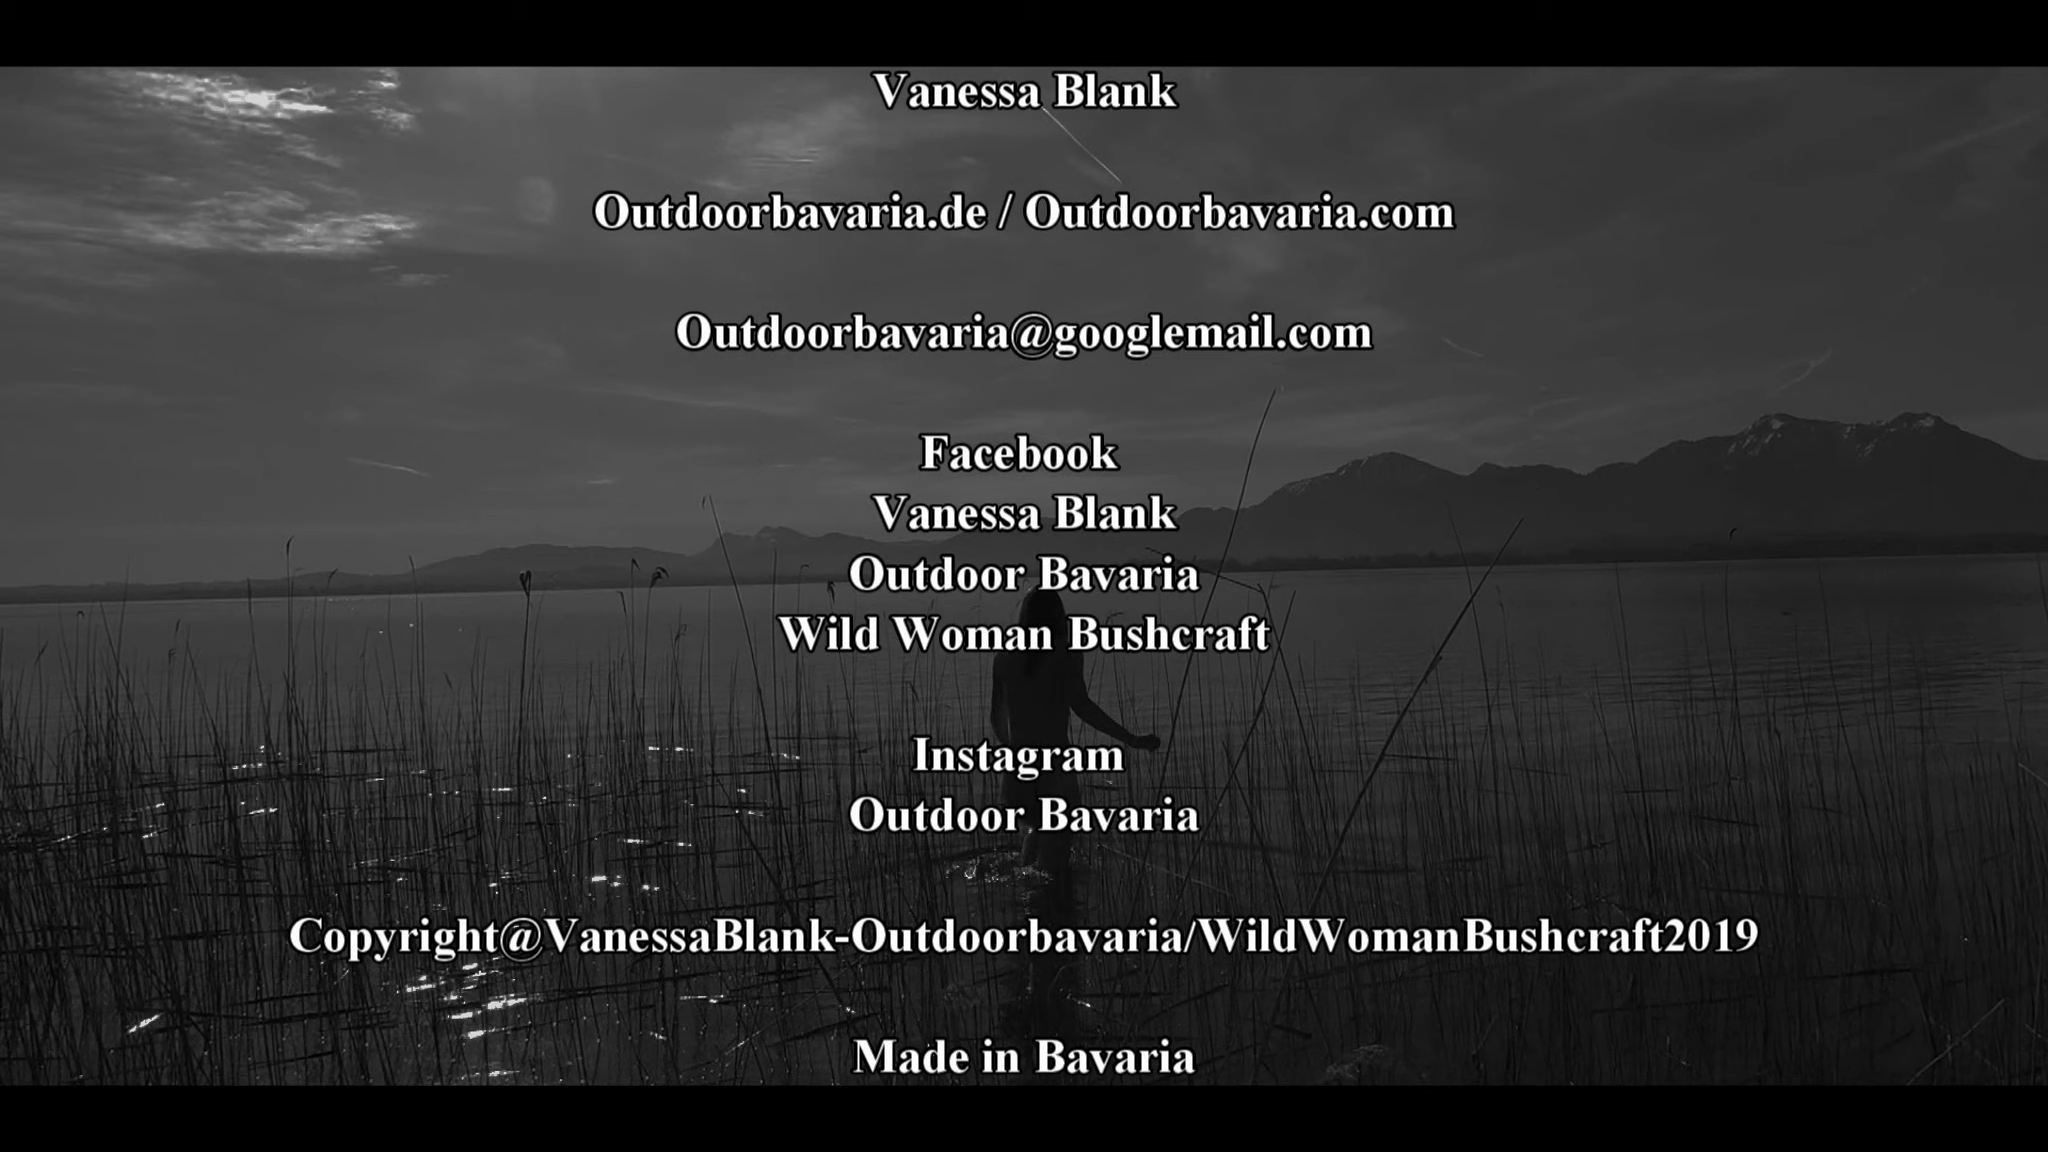 Vanessa Blank
Outdoorbavaria.de / Outdoorbavaria.com
Outdoorbavaria@googlemail.com
Facebook
Vanessa Blank
Outdoor Bavaria
Wild Woman Bushcraft
Instagram
Outdoor Bavaria
Copyright@VanessaBlank-Outdoorbavaria/WildWomanBushcraft2019
Made in Bavaria